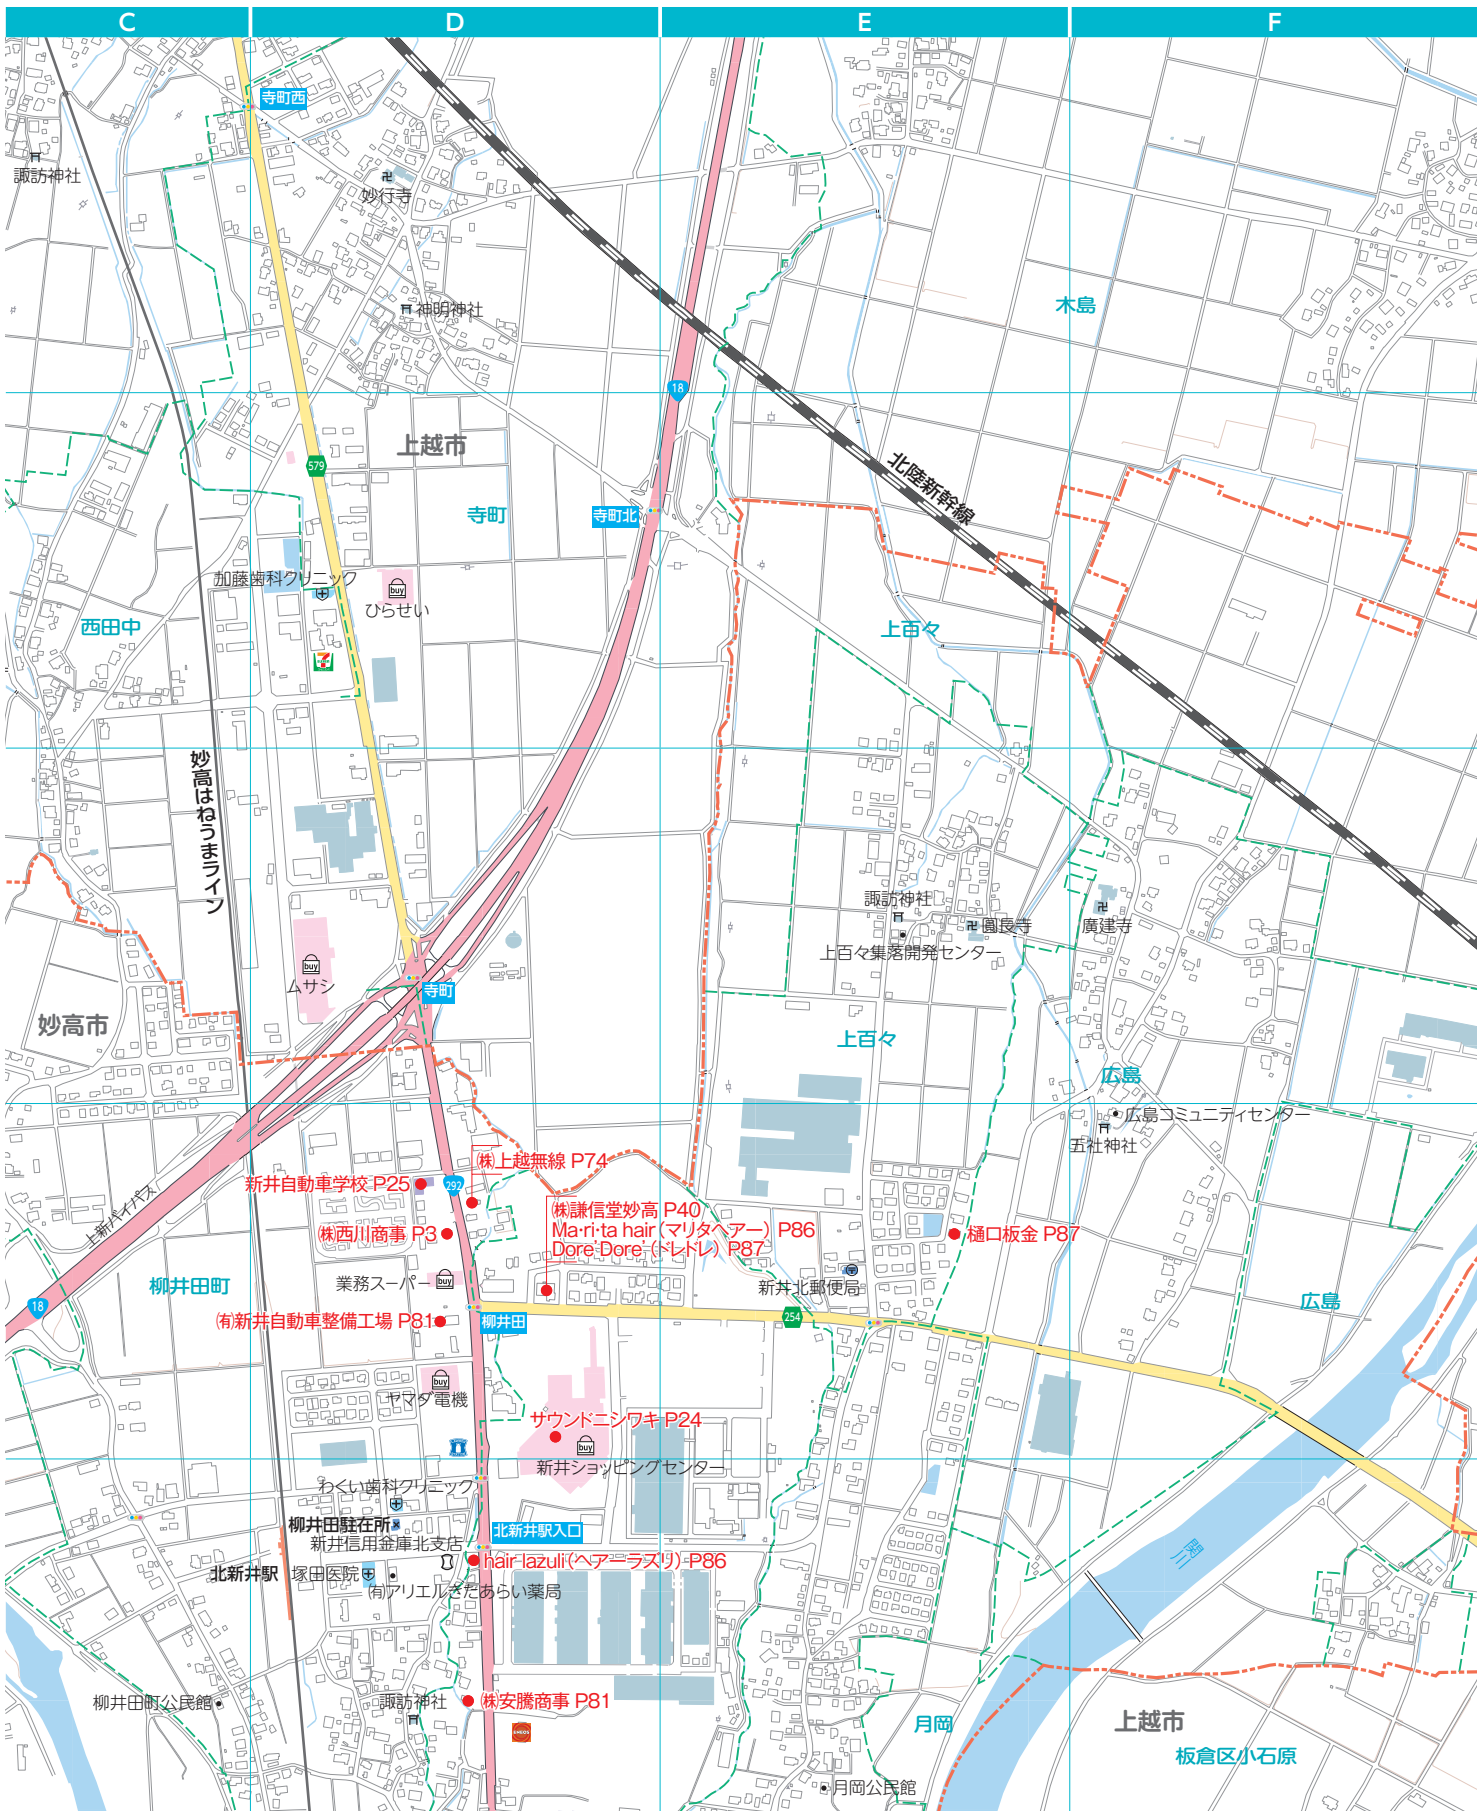 C D E F
寺町西
諏訪神社
妙行寺
神明神社
木島
18
上越市
579
北陸新幹線
寺町
寺町北
加藤歯科クリニック
buy
ひらせい
西田中
上百々
妙高はねうまライン
諏訪神社
圓長寺
廣建寺
上百々集落開発センター
buy
ムサシ
寺町
妙高市
上百々
広島
広島コミュニティセンター
五社神社
㈱上越無線 P74
新井自動車学校 P25
292
上新バイパス
㈱謙信堂妙高 P40
Ma・ri・ta hair（マリタヘアー） P86
Dore'Dore'（ドレドレ） P87
㈱西川商事 P3
樋口板金 P87
柳井田町
業務スーパー
buy
新井北郵便局
18
広島
254
㈲新井自動車整備工場 P81
柳井田
buy
ヤマダ電機
サウンドニシワキ P24
buy
新井ショッピングセンター
わくい歯科クリニック
柳井田駐在所
北新井駅入口
新井信用金庫北支店
hair lazuli（ヘアーラズリ） P86
関川
北新井駅
塚田医院
㈲アリエルきたあらい薬局
柳井田町公民館
諏訪神社
㈱安騰商事 P81
ENEOS
月岡
上越市
板倉区小石原
月岡公民館